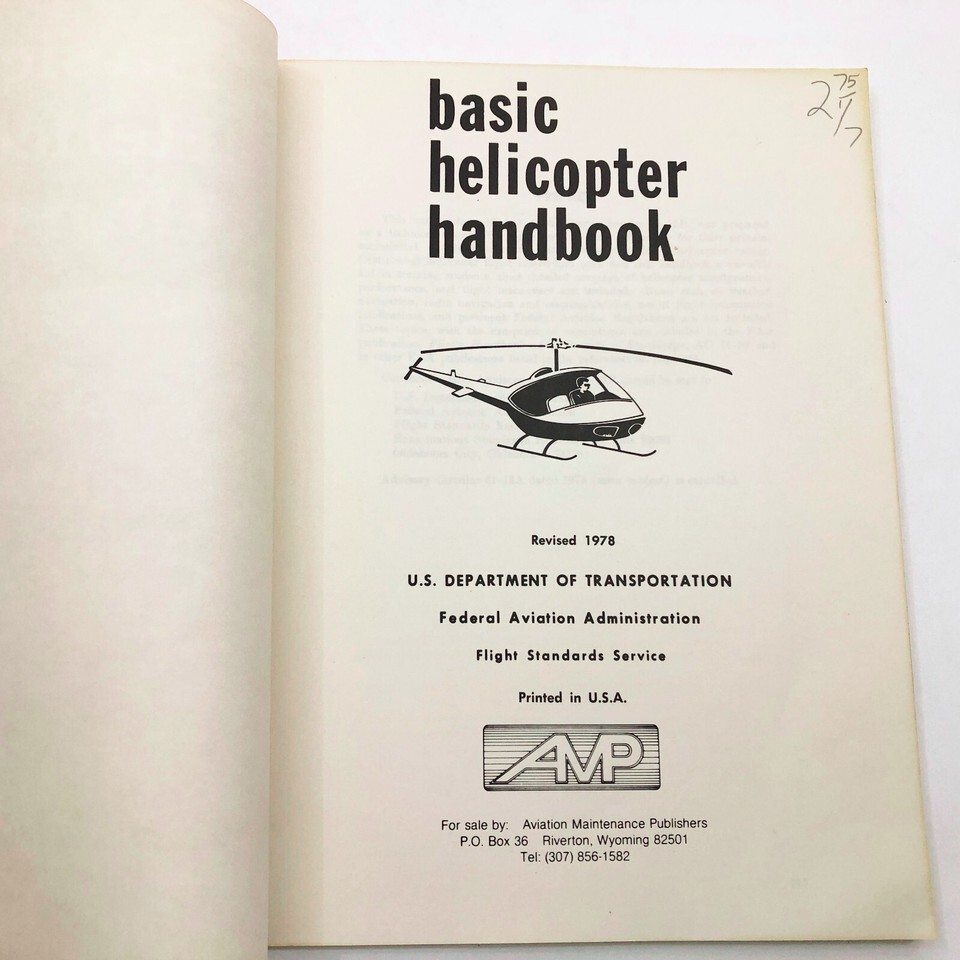 basic
helicopter
handbook
2 75
Revised 1978
U.S. DEPARTMENT OF TRANSPORTATION
Federal Aviation Administration
Flight Standards Service
Printed in U.S.A.
AMP
For sale by: Aviation Maintenance Publishers
P.O. Box 36 Riverton, Wyoming 82501
Tel: (307) 856-1582